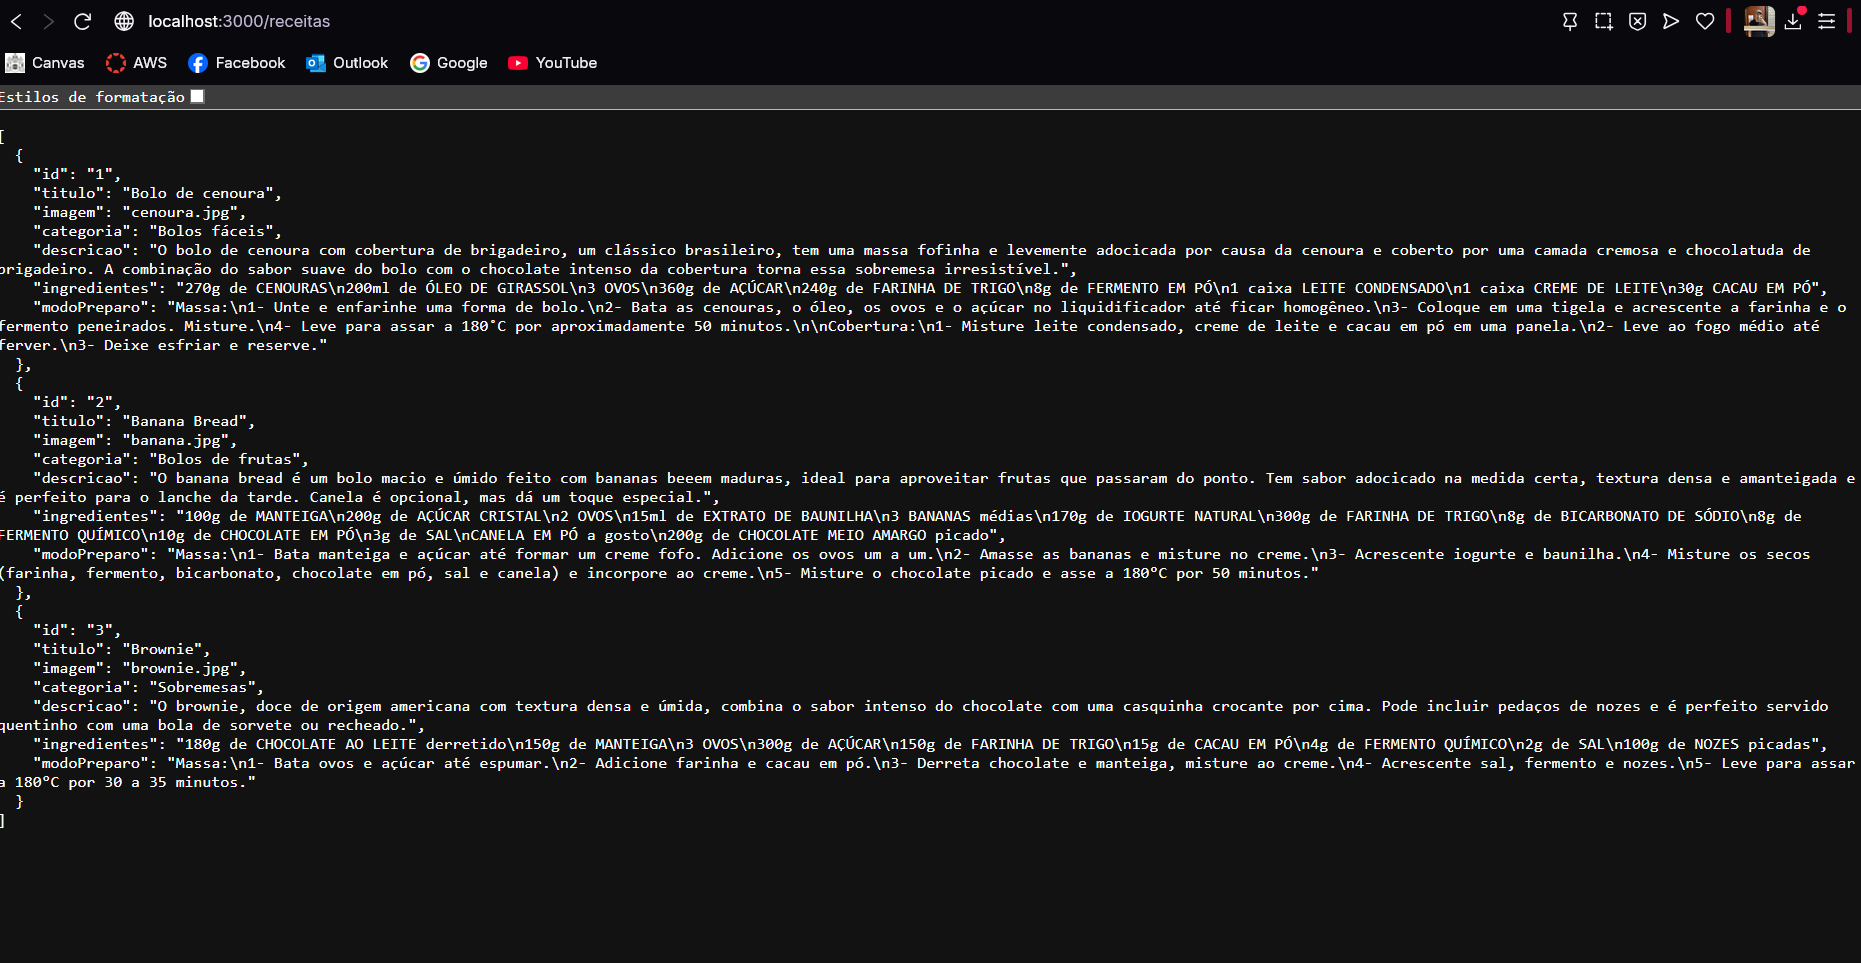 localhost:3000/receitas
Canvas AWS Facebook Outlook Google YouTube
Estilos de formatação
[
  {
    "id": "1",
    "titulo": "Bolo de cenoura",
    "imagem": "cenoura.jpg",
    "categoria": "Bolos fáceis",
    "descricao": "O bolo de cenoura com cobertura de brigadeiro, um clássico brasileiro, tem uma massa fofinha e levemente adocicada por causa da cenoura e coberto por uma camada cremosa e chocolatuda de
brigadeiro. A combinação do sabor suave do bolo com o chocolate intenso da cobertura torna essa sobremesa irresistível.",
    "ingredientes": "270g de CENOURAS\n200ml de ÓLEO DE GIRASSOL\n3 OVOS\n360g de AÇÚCAR\n240g de FARINHA DE TRIGO\n8g de FERMENTO EM PÓ\n1 caixa LEITE CONDENSADO\n1 caixa CREME DE LEITE\n30g CACAU EM PÓ",
    "modoPreparo": "Massa:\n1- Unte e enfarinhe uma forma de bolo.\n2- Bata as cenouras, o óleo, os ovos e o açúcar no liquidificador até ficar homogêneo.\n3- Coloque em uma tigela e acrescente a farinha e o
fermento peneirados. Misture.\n4- Leve para assar a 180°C por aproximadamente 50 minutos.\n\nCobertura:\n1- Misture leite condensado, creme de leite e cacau em pó em uma panela.\n2- Leve ao fogo médio até
ferver.\n3- Deixe esfriar e reserve."
  },
  {
    "id": "2",
    "titulo": "Banana Bread",
    "imagem": "banana.jpg",
    "categoria": "Bolos de frutas",
    "descricao": "O banana bread é um bolo macio e úmido feito com bananas beeem maduras, ideal para aproveitar frutas que passaram do ponto. Tem sabor adocicado na medida certa, textura densa e amanteigada e
é perfeito para o lanche da tarde. Canela é opcional, mas dá um toque especial.",
    "ingredientes": "100g de MANTEIGA\n200g de AÇÚCAR CRISTAL\n2 OVOS\n15ml de EXTRATO DE BAUNILHA\n3 BANANAS médias\n170g de IOGURTE NATURAL\n300g de FARINHA DE TRIGO\n8g de BICARBONATO DE SÓDIO\n8g de
FERMENTO QUÍMICO\n10g de CHOCOLATE EM PÓ\n3g de SAL\nCANELA EM PÓ a gosto\n200g de CHOCOLATE MEIO AMARGO picado",
    "modoPreparo": "Massa:\n1- Bata manteiga e açúcar até formar um creme fofo. Adicione os ovos um a um.\n2- Amasse as bananas e misture no creme.\n3- Acrescente iogurte e baunilha.\n4- Misture os secos
(farinha, fermento, bicarbonato, chocolate em pó, sal e canela) e incorpore ao creme.\n5- Misture o chocolate picado e asse a 180ºC por 50 minutos."
  },
  {
    "id": "3",
    "titulo": "Brownie",
    "imagem": "brownie.jpg",
    "categoria": "Sobremesas",
    "descricao": "O brownie, doce de origem americana com textura densa e úmida, combina o sabor intenso do chocolate com uma casquinha crocante por cima. Pode incluir pedaços de nozes e é perfeito servido
quentinho com uma bola de sorvete ou recheado.",
    "ingredientes": "180g de CHOCOLATE AO LEITE derretido\n150g de MANTEIGA\n3 OVOS\n300g de AÇÚCAR\n150g de FARINHA DE TRIGO\n15g de CACAU EM PÓ\n4g de FERMENTO QUÍMICO\n2g de SAL\n100g de NOZES picadas",
    "modoPreparo": "Massa:\n1- Bata ovos e açúcar até espumar.\n2- Adicione farinha e cacau em pó.\n3- Derreta chocolate e manteiga, misture ao creme.\n4- Acrescente sal, fermento e nozes.\n5- Leve para assar
a 180ºC por 30 a 35 minutos."
  }
]